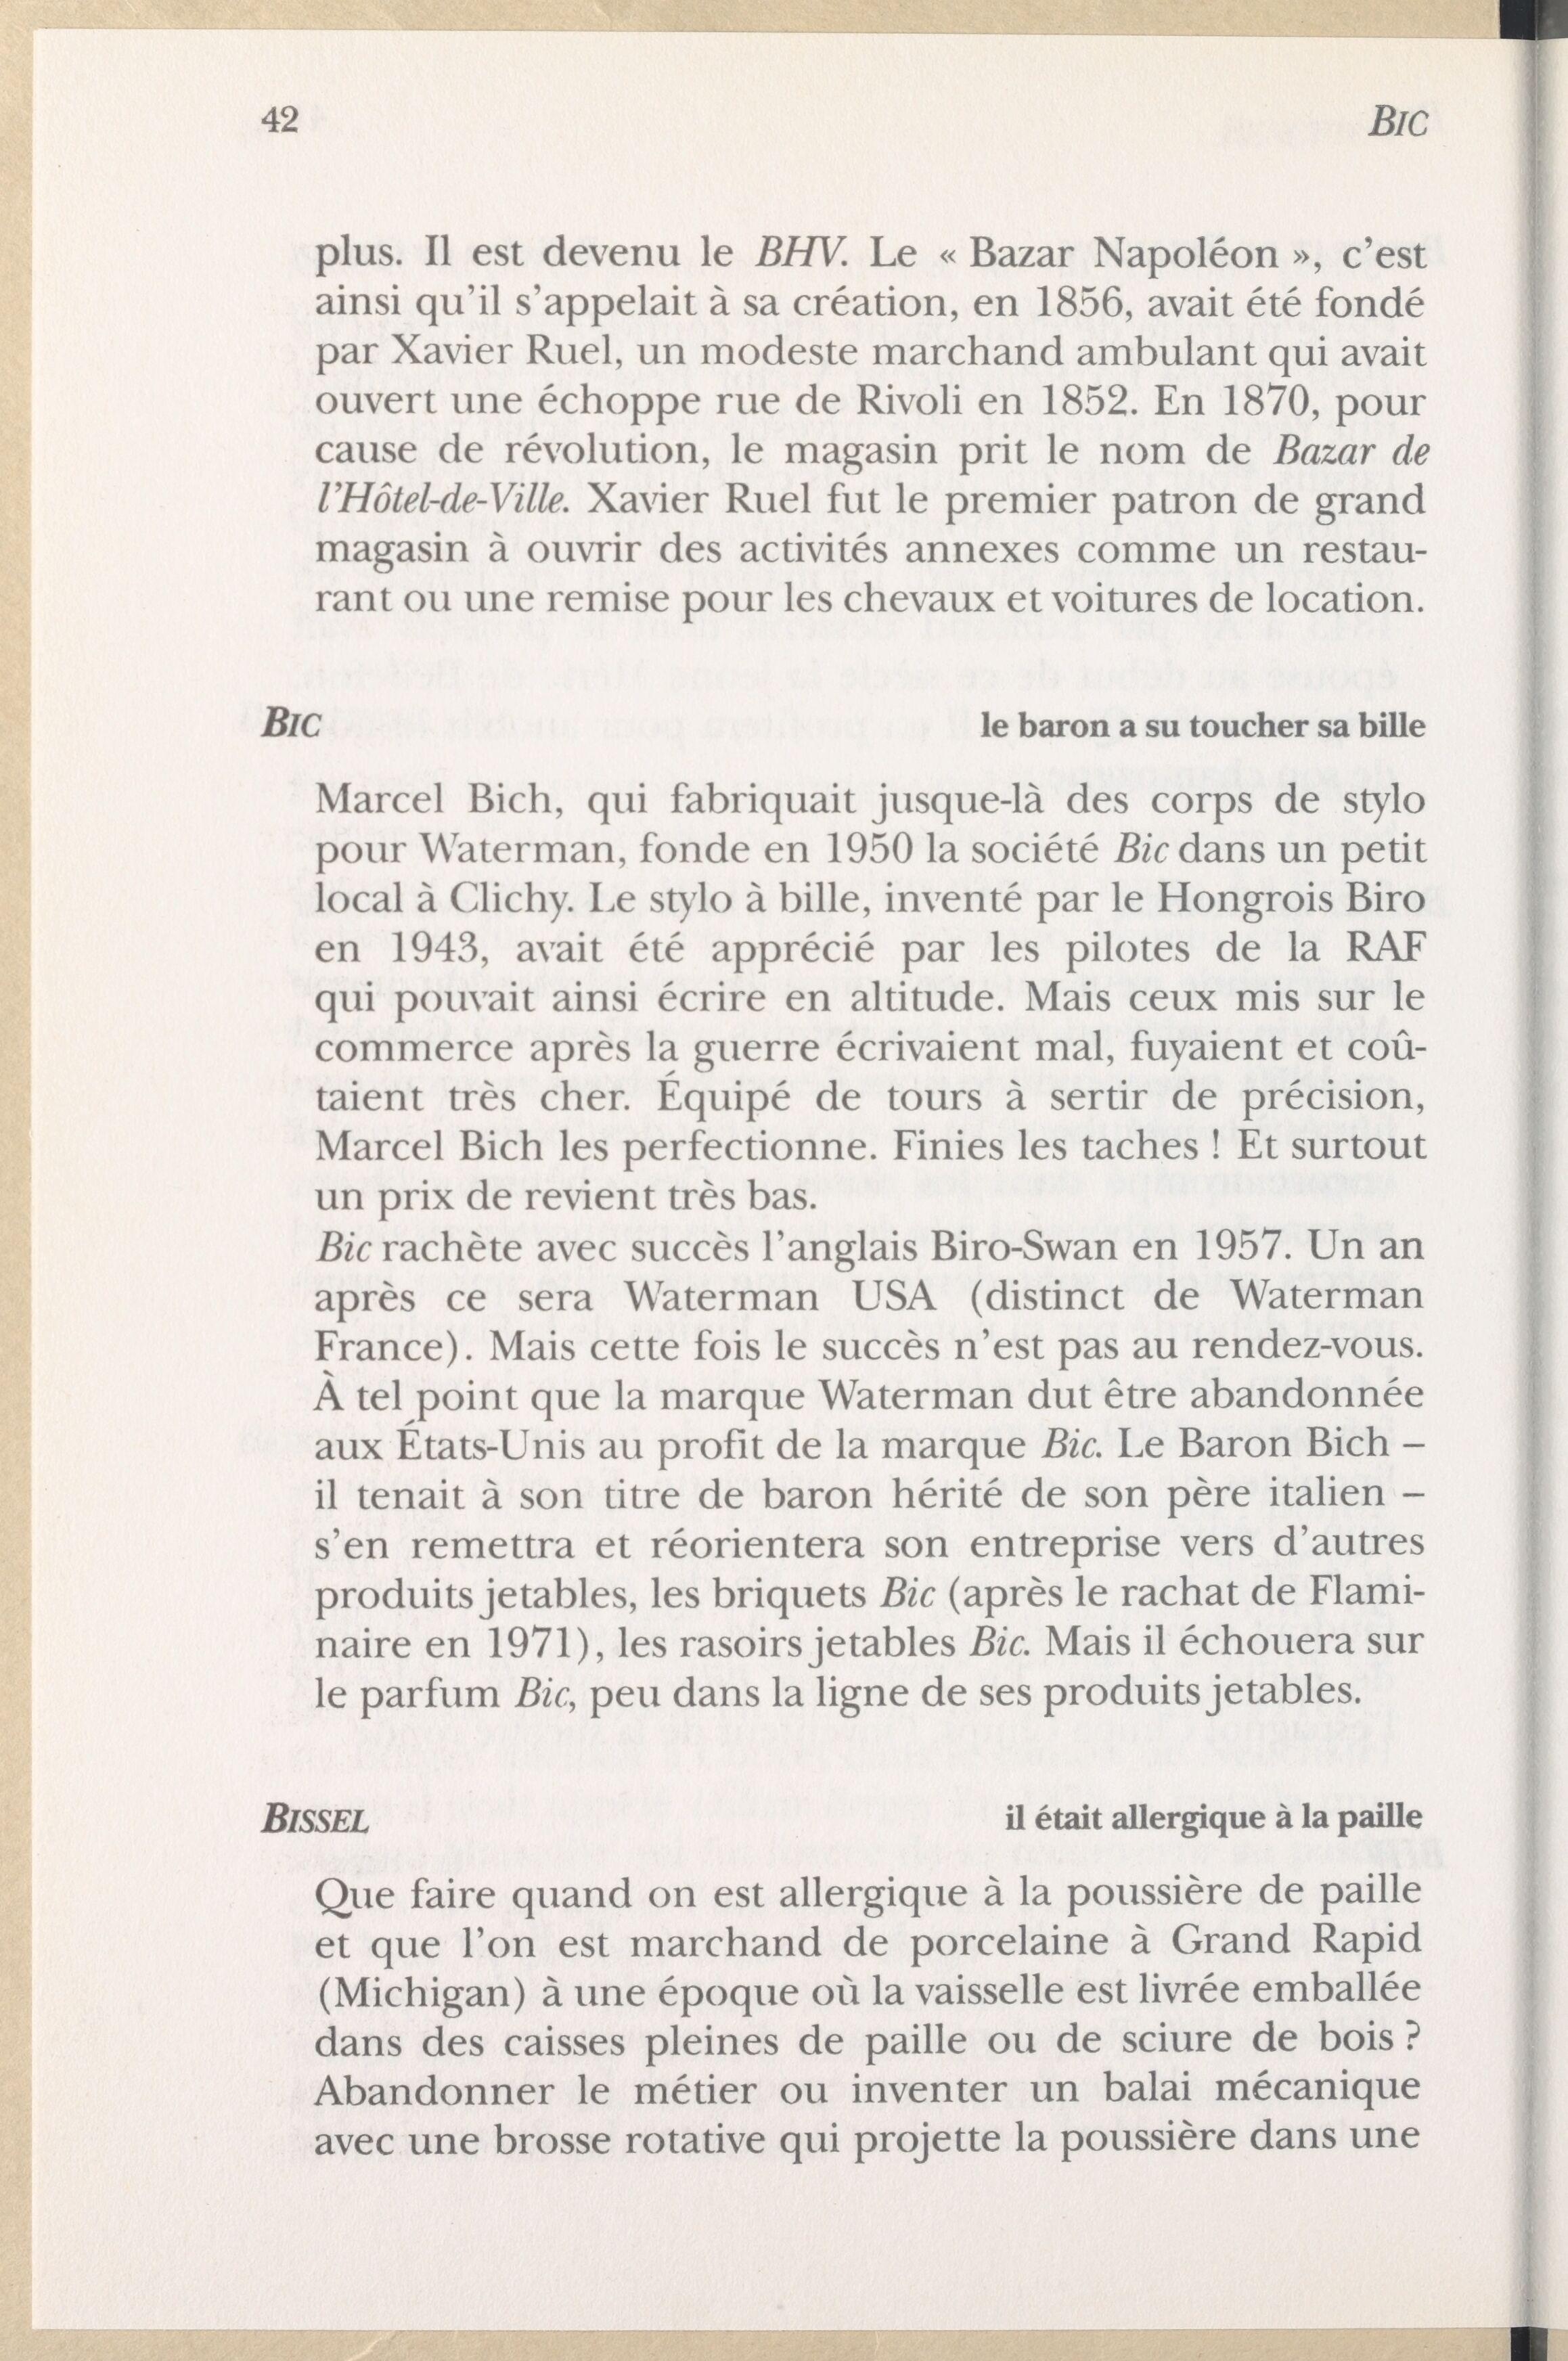 42
BIC
plus. Il est devenu le BHV. Le « Bazar Napoléon », c’est
ainsi qu’il s’appelait à sa création, en 1856, avait été fondé
par Xavier Ruel, un modeste marchand ambulant qui avait
ouvert une échoppe rue de Rivoli en 1852. En 1870, pour
cause de révolution, le magasin prit le nom de Bazar de
l’Hôtel-de-Ville. Xavier Ruel fut le premier patron de grand
magasin à ouvrir des activités annexes comme un restau-
rant ou une remise pour les chevaux et voitures de location.
BIC
le baron a su toucher sa bille
Marcel Bich, qui fabriquait jusque-là des corps de stylo
pour Waterman, fonde en 1950 la société Bic dans un petit
local à Clichy. Le stylo à bille, inventé par le Hongrois Biro
en 1943, avait été apprécié par les pilotes de la RAF
qui pouvait ainsi écrire en altitude. Mais ceux mis sur le
commerce après la guerre écrivaient mal, fuyaient et coû-
taient très cher. Équipé de tours à sertir de précision,
Marcel Bich les perfectionne. Finies les taches ! Et surtout
un prix de revient très bas.
Bic rachète avec succès l’anglais Biro-Swan en 1957. Un an
après ce sera Waterman USA (distinct de Waterman
France). Mais cette fois le succès n’est pas au rendez-vous.
À tel point que la marque Waterman dut être abandonnée
aux États-Unis au profit de la marque Bic. Le Baron Bich –
il tenait à son titre de baron hérité de son père italien –
s’en remettra et réorientera son entreprise vers d’autres
produits jetables, les briquets Bic (après le rachat de Flami-
naire en 1971), les rasoirs jetables Bic. Mais il échouera sur
le parfum Bic, peu dans la ligne de ses produits jetables.
BISSEL
il était allergique à la paille
Que faire quand on est allergique à la poussière de paille
et que l’on est marchand de porcelaine à Grand Rapid
(Michigan) à une époque où la vaisselle est livrée emballée
dans des caisses pleines de paille ou de sciure de bois ?
Abandonner le métier ou inventer un balai mécanique
avec une brosse rotative qui projette la poussière dans une